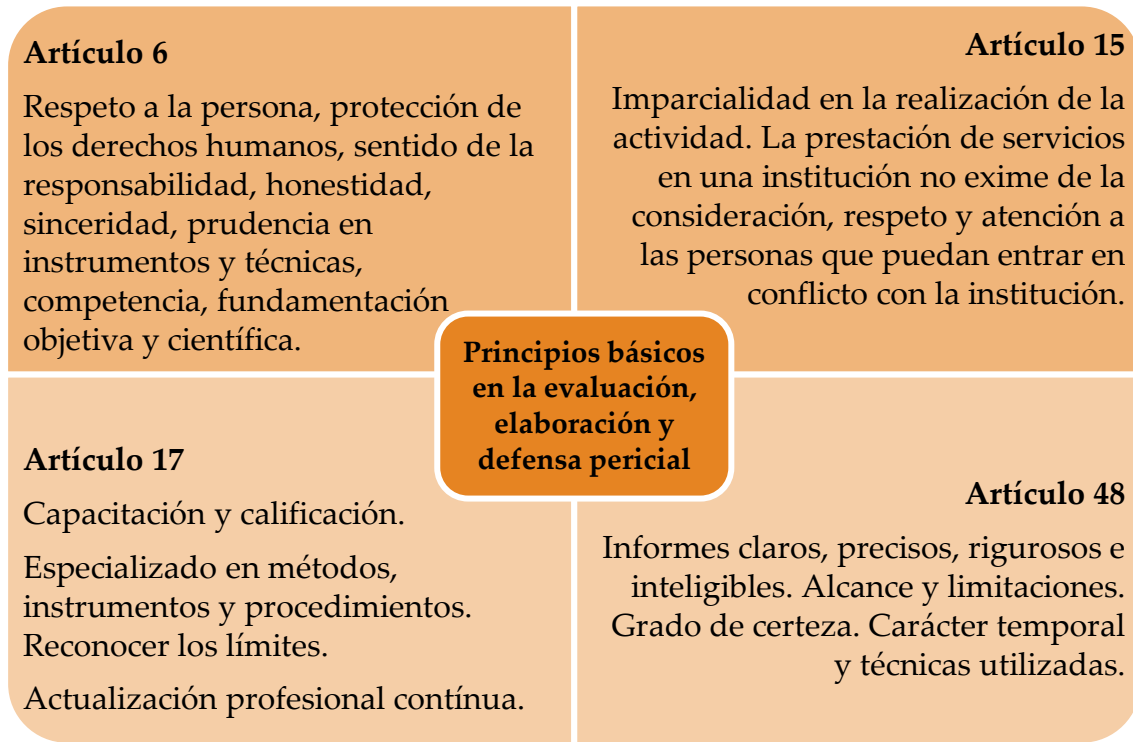 Artículo 6
Respeto a la persona, protección de
los derechos humanos, sentido de la
responsabilidad, honestidad,
sinceridad, prudencia en
instrumentos y técnicas,
competencia, fundamentación
objetiva y científica.
Artículo 15
Imparcialidad en la realización de la
actividad. La prestación de servicios
en una institución no exime de la
consideración, respeto y atención a
las personas que puedan entrar en
conflicto con la institución.
Principios básicos
en la evaluación,
elaboración y
defensa pericial
Artículo 17
Capacitación y calificación.
Especializado en métodos,
instrumentos y procedimientos.
Reconocer los límites.
Actualización profesional contínua.
Artículo 48
Informes claros, precisos, rigurosos e
inteligibles. Alcance y limitaciones.
Grado de certeza. Carácter temporal
y técnicas utilizadas.